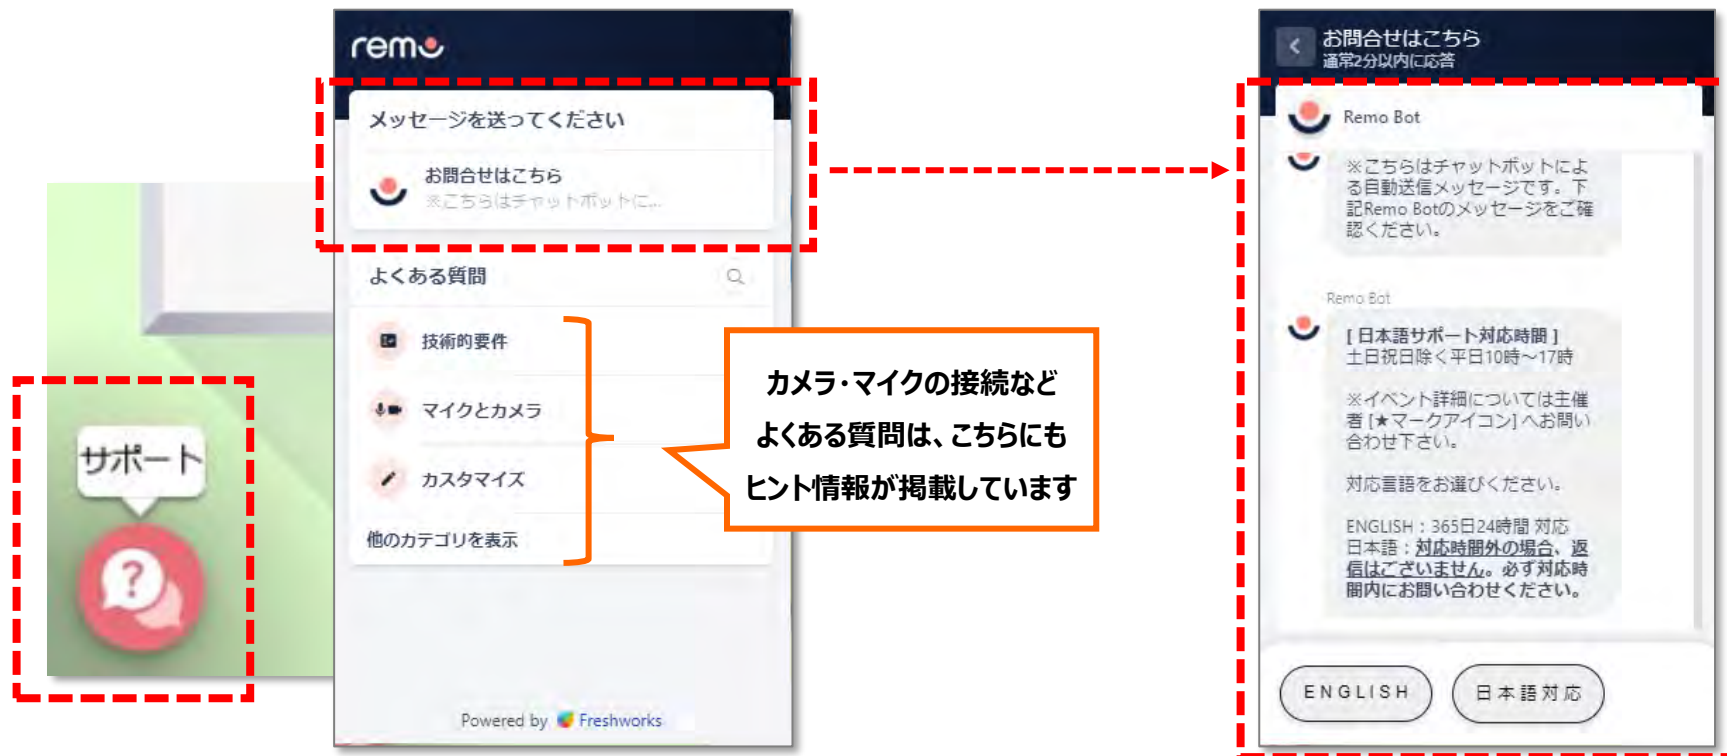 サポート
remo
メッセージを送ってください
お問合せはこちら
※こちらはチャットボットに...
よくある質問
技術的要件
マイクとカメラ
カスタマイズ
他のカテゴリを表示
Powered by Freshworks
カメラ・マイクの接続など
よくある質問は、こちらにも
ヒント情報が掲載しています
お問合せはこちら
通常2分以内に応答
Remo Bot
※こちらはチャットボットによ
る自動送信メッセージです。下
記Remo Botのメッセージをご確
認ください。
Remo Bot
[ 日本語サポート対応時間 ]
土日祝日除く平日10時～17時
※イベント詳細については主催
者 [★マークアイコン] へお問い
合わせ下さい。
対応言語をお選びください。
ENGLISH：365日24時間 対応
日本語：対応時間外の場合、返
信はございません。必ず対応時
間内にお問い合わせください。
ENGLISH
日本語対応